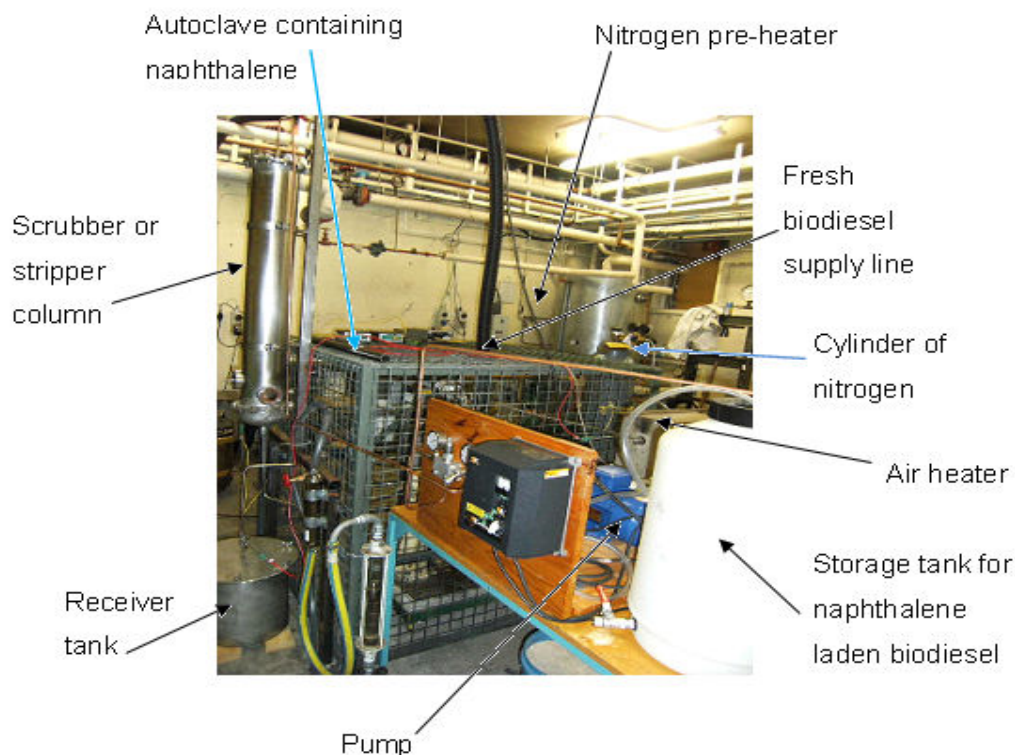 Autoclave containing
naphthalene
Nitrogen pre-heater
Fresh
biodiesel
supply line
Scrubber or
stripper
column
Cylinder of
nitrogen
Air heater
Storage tank for
naphthalene
laden biodiesel
Receiver
tank
Pump